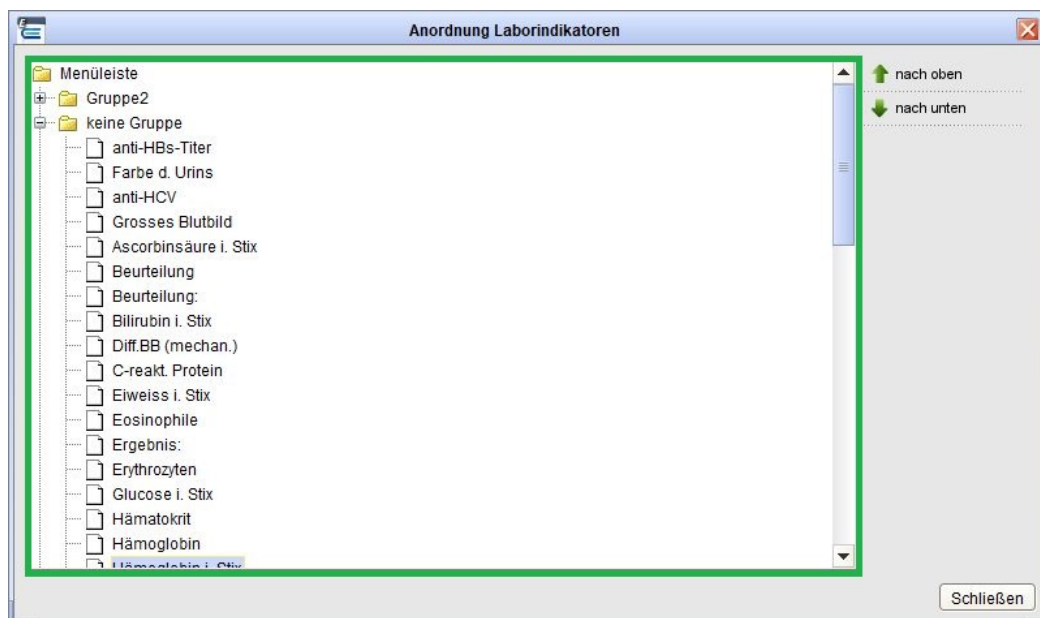 Anordnung Laborindikatoren
Menüleiste
Gruppe2
keine Gruppe
anti-HBs-Titer
Farbe d. Urins
anti-HCV
Grosses Blutbild
Ascorbinsäure i. Stix
Beurteilung
Beurteilung:
Bilirubin i. Stix
Diff.BB (mechan.)
C-reakt. Protein
Eiweiss i. Stix
Eosinophile
Ergebnis:
Erythrozyten
Glucose i. Stix
Hämatokrit
Hämoglobin
Hämoglobin i. Stix
nach oben
nach unten
Schließen